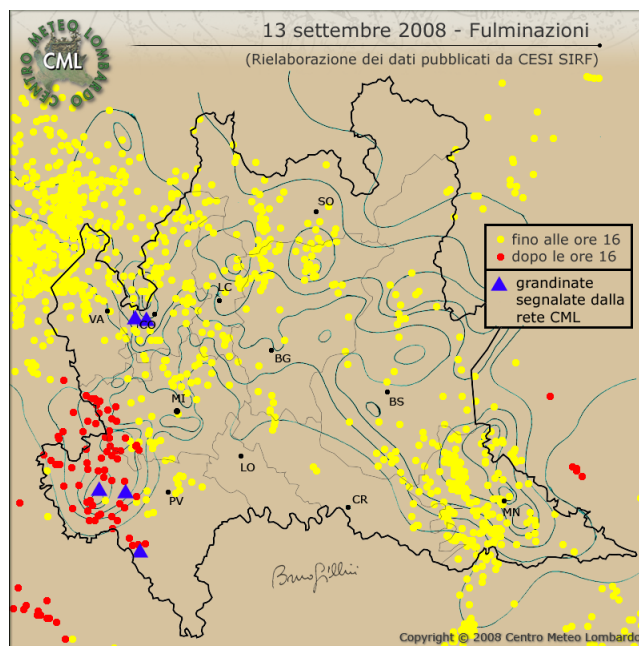 CENTRO METEO LOMBARDO
CML
13 settembre 2008 - Fulminazioni
(Rielaborazione dei dati pubblicati da CESI SIRF)
SO
fino alle ore 16
dopo le ore 16
grandinate
segnalate dalla
rete CML
LC
VA
CO
BG
MI
BS
LO
PV
CR
MN
Copyright © 2008 Centro Meteo Lombardo